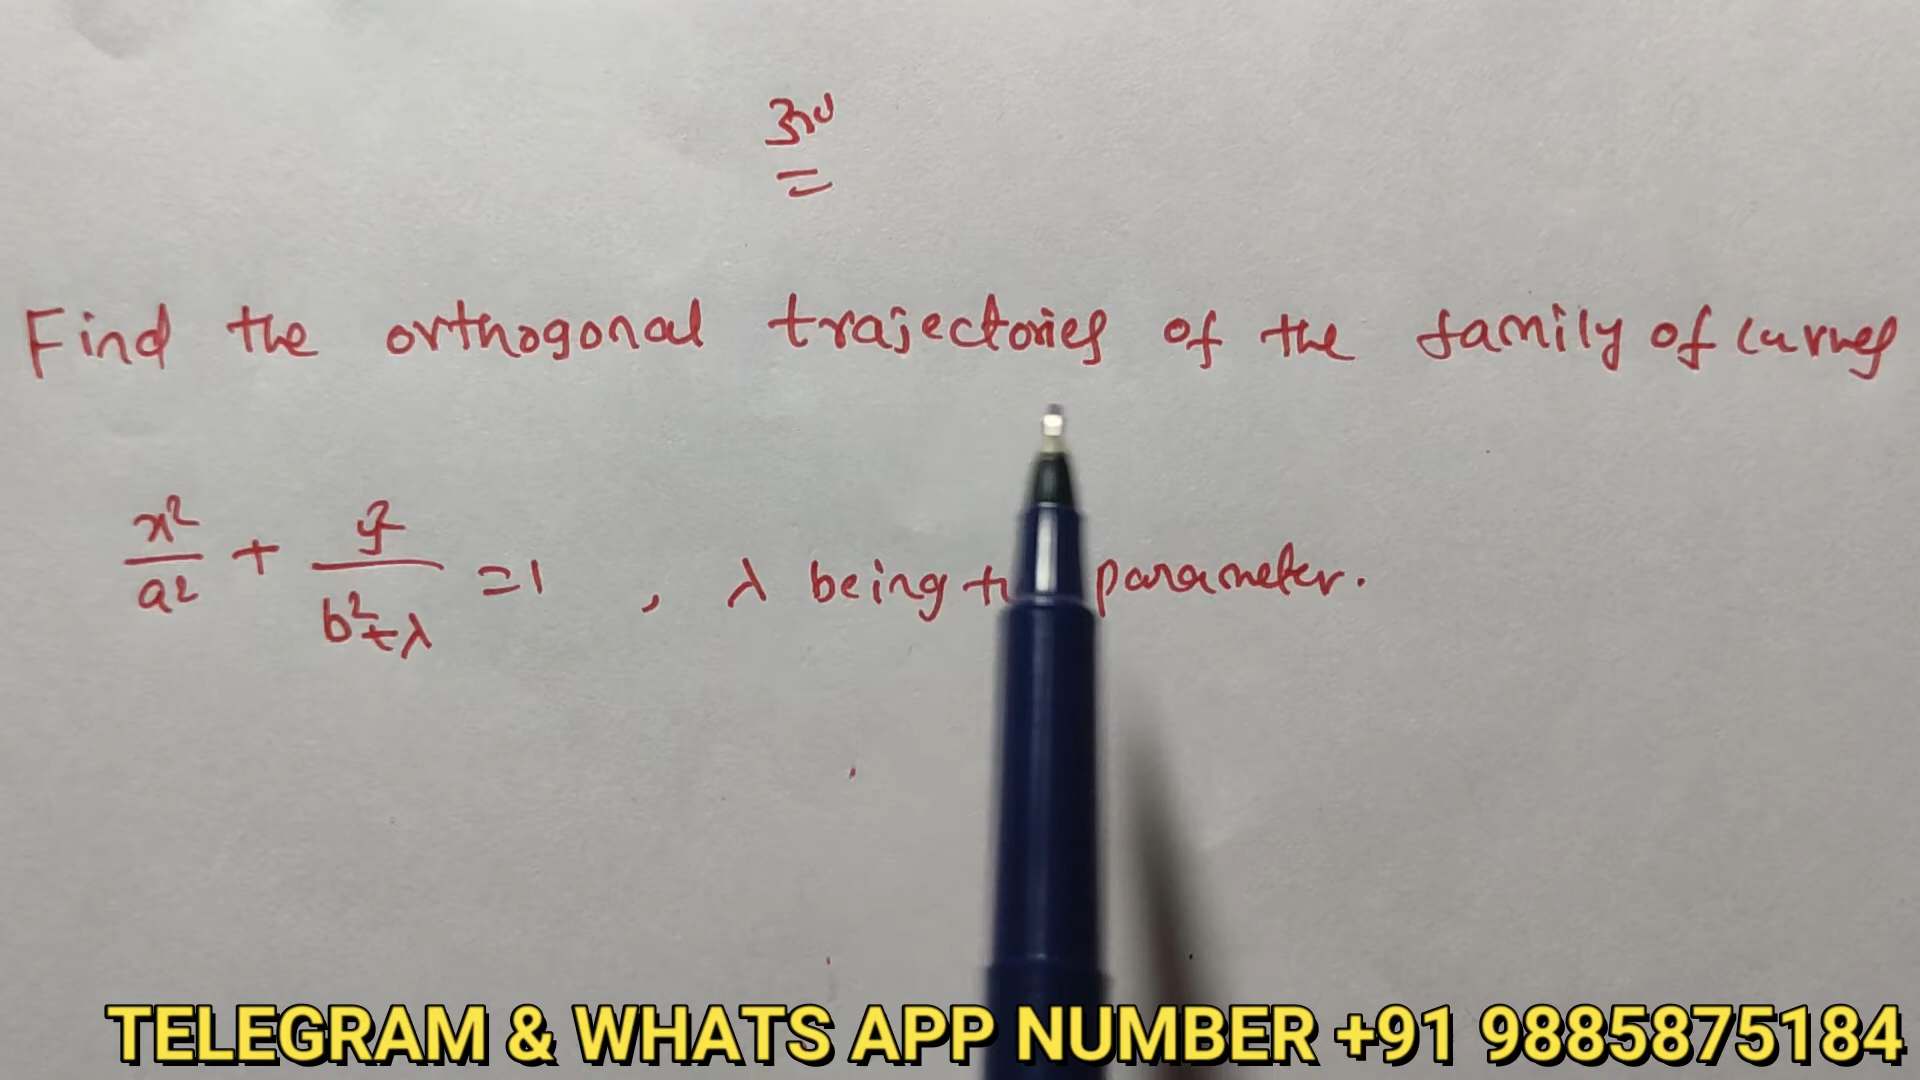 3rd
Find the orthogonal trajectories of the family of curves
x²/a² + y²/(b²+λ) = 1 , λ being parameter.
TELEGRAM & WHATS APP NUMBER +91 9885875184